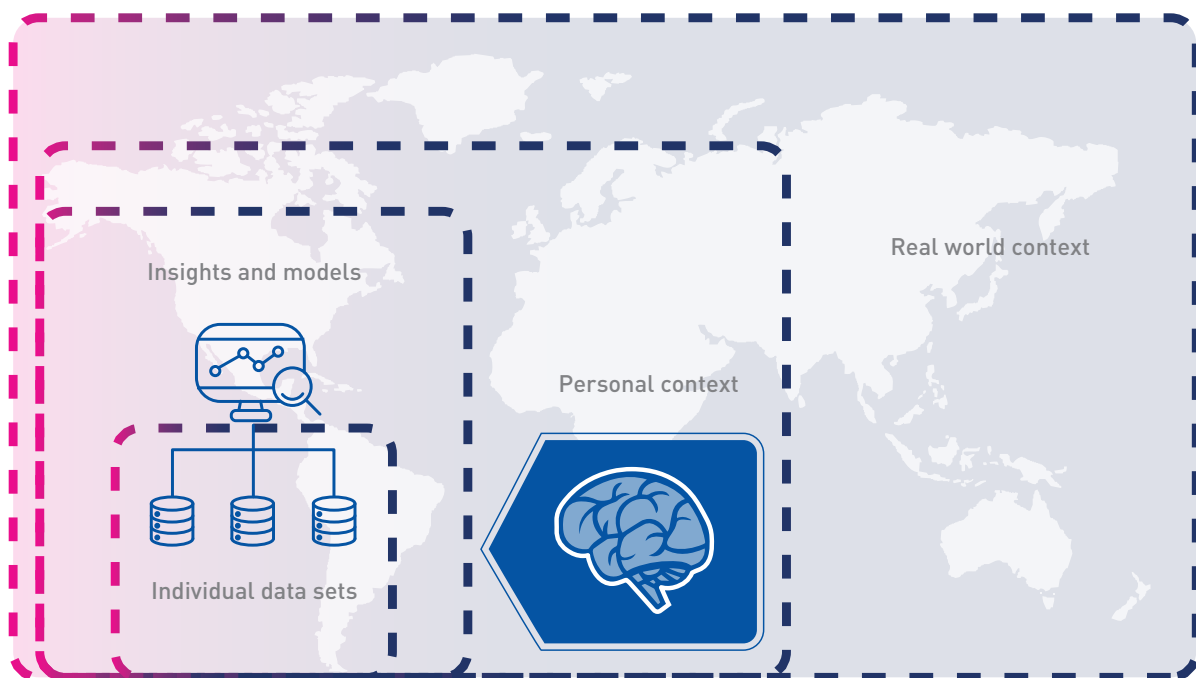 Real world context
Insights and models
Personal context
Individual data sets